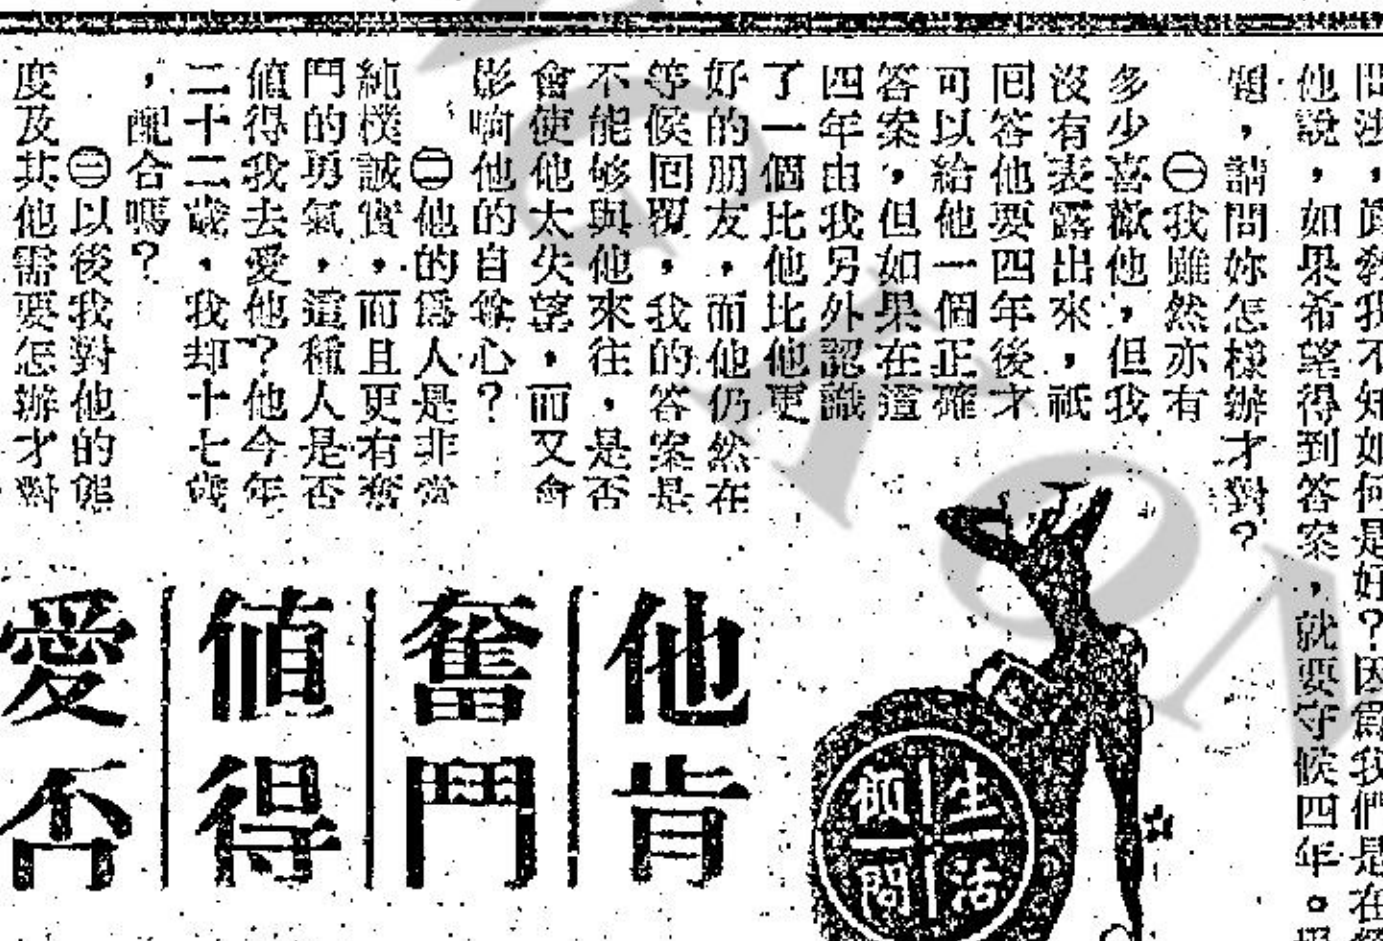 他說，如果希望得到答案，就要守候四年。
題，請問妳怎樣辦才對？
㊀我雖然亦有
多少喜歡他，但我
沒有表露出來，祇
回答他要四年後才
可以給他一個正確
答案，但如果在這
四年由我另外認識
了一個比他比他更
好的朋友，而他仍然在
等候回覆，我的答案是
不能够與他來往，是否
會使他太失望，而又會
影响他的自尊心？
㊁他的爲人是非常
純樸誠實，而且更有奮
鬥的勇氣，這種人是否
値得我去愛他？他今年
二十二歲，我却十七歲
，配合嗎？
㊂以後我對他的態
度及其他需要怎辦才對
他肯
奮鬥
値得
愛否
生活
顧問